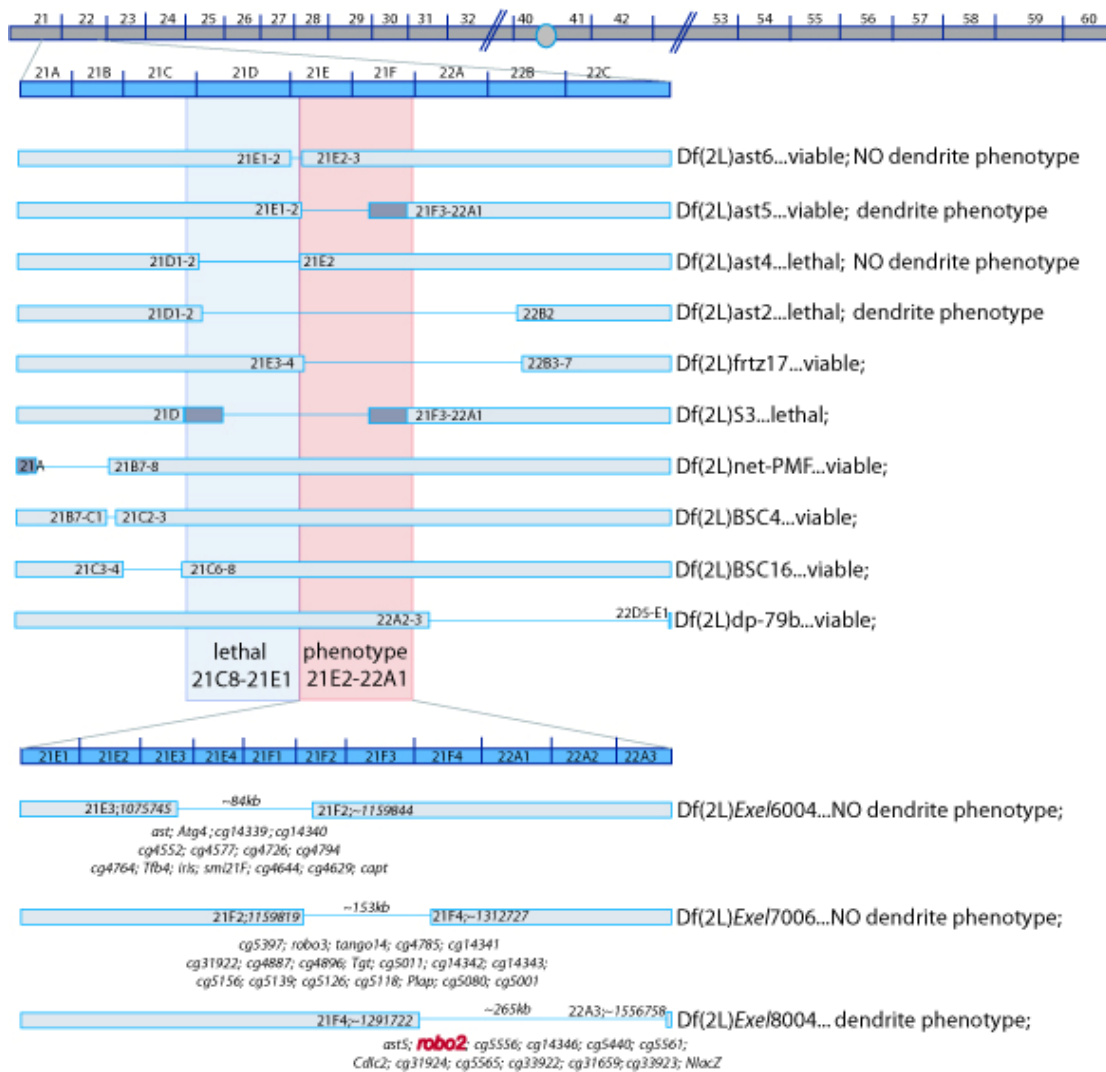 21 22 23 24 25 26 27 28 29 30 31 32 40 41 42 53 54 55 56 57 58 59 60
21A 21B 21C 21D 21E 21F 22A 22B 22C
21E1-2 21E2-3 Df(2L)ast6...viable; NO dendrite phenotype
21E1-2 21F3-22A1 Df(2L)ast5...viable; dendrite phenotype
21D1-2 21E2 Df(2L)ast4...lethal; NO dendrite phenotype
21D1-2 22B2 Df(2L)ast2...lethal; dendrite phenotype
21E3-4 22B3-7 Df(2L)frtz17...viable;
21D 21F3-22A1 Df(2L)S3...lethal;
21A 21B7-8 Df(2L)net-PMF...viable;
21B7-C1 21C2-3 Df(2L)BSC4...viable;
21C3-4 21C6-8 Df(2L)BSC16...viable;
22A2-3 22D5-E1 Df(2L)dp-79b...viable;
lethal phenotype
21C8-21E1 21E2-22A1
21E1 21E2 21E3 21E4 21F1 21F2 21F3 21F4 22A1 22A2 22A3
21E3;1075745 ~84kb 21F2;~1159844 Df(2L)Exel6004...NO dendrite phenotype;
ast; Atg4; cg14339; cg14340
cg4552; cg4577; cg4726; cg4794
cg4764; Tfb4; iris; smi21F; cg4644; cg4629; capt
21F2;1159819 ~153kb 21F4;~1312727 Df(2L)Exel7006...NO dendrite phenotype;
cg5397; robo3; tango14; cg4785; cg14341
cg31922; cg4887; cg4896; Tgt; cg5011; cg14342; cg14343;
cg5156; cg5139; cg5126; cg5118; Plap; cg5080; cg5001
21F4;~1291722 ~265kb 22A3;~1556758 Df(2L)Exel8004... dendrite phenotype;
ast5; robo2; cg5556; cg14346; cg5440; cg5561;
Cdlc2; cg31924; cg5565; cg33922; cg31659; cg33923; NlacZ